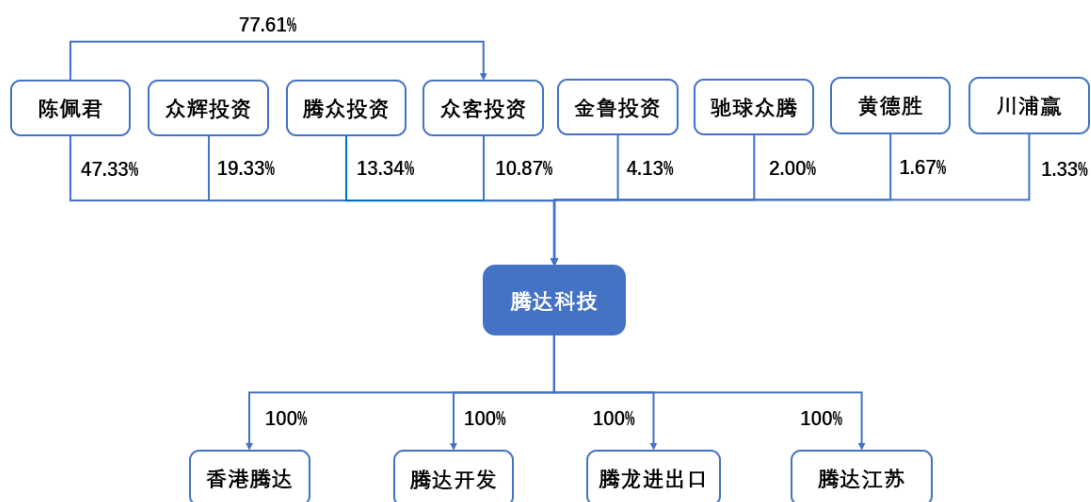 77.61%
陈佩君
众辉投资
腾众投资
众客投资
金鲁投资
驰球众腾
黄德胜
川浦赢
47.33%
19.33%
13.34%
10.87%
4.13%
2.00%
1.67%
1.33%
腾达科技
100%
100%
100%
100%
香港腾达
腾达开发
腾龙进出口
腾达江苏